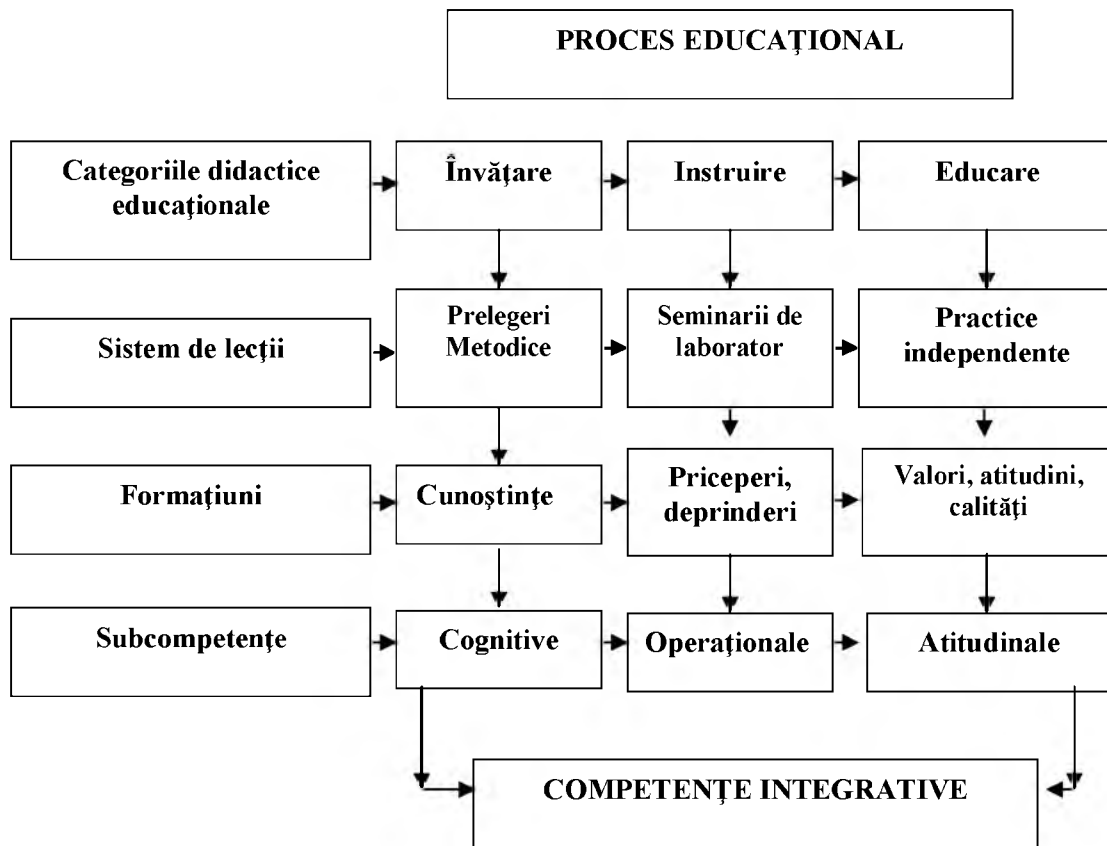 PROCES EDUCAŢIONAL
Categoriile didactice
educaţionale
Învăţare
Instruire
Educare
Sistem de lecţii
Prelegeri
Metodice
Seminarii de
laborator
Practice
independente
Formaţiuni
Cunoştinţe
Priceperi,
deprinderi
Valori, atitudini,
calităţi
Subcompetenţe
Cognitive
Operaţionale
Atitudinale
COMPETENŢE INTEGRATIVE